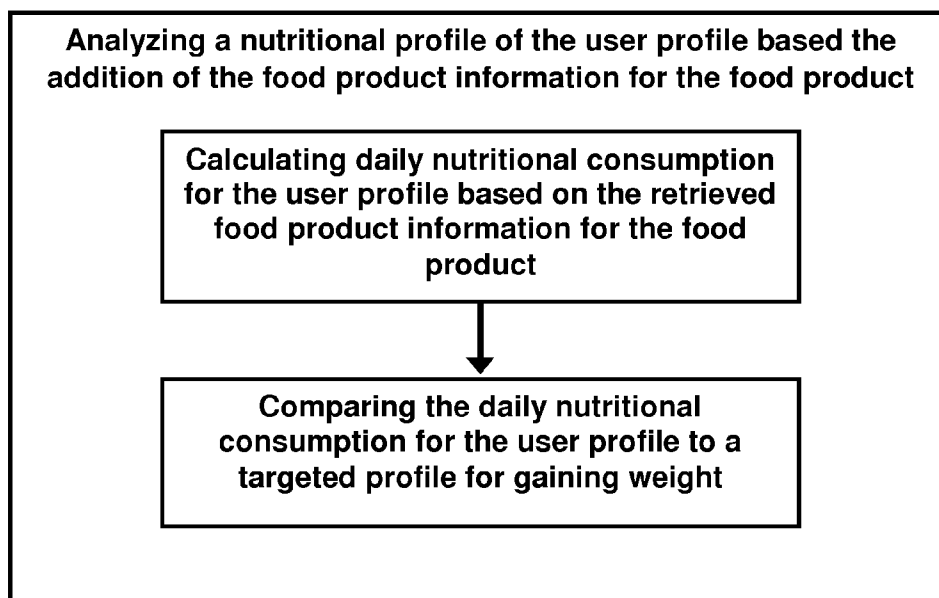 Analyzing a nutritional profile of the user profile based the
addition of the food product information for the food product
Calculating daily nutritional consumption
for the user profile based on the retrieved
food product information for the food
product
Comparing the daily nutritional
consumption for the user profile to a
targeted profile for gaining weight